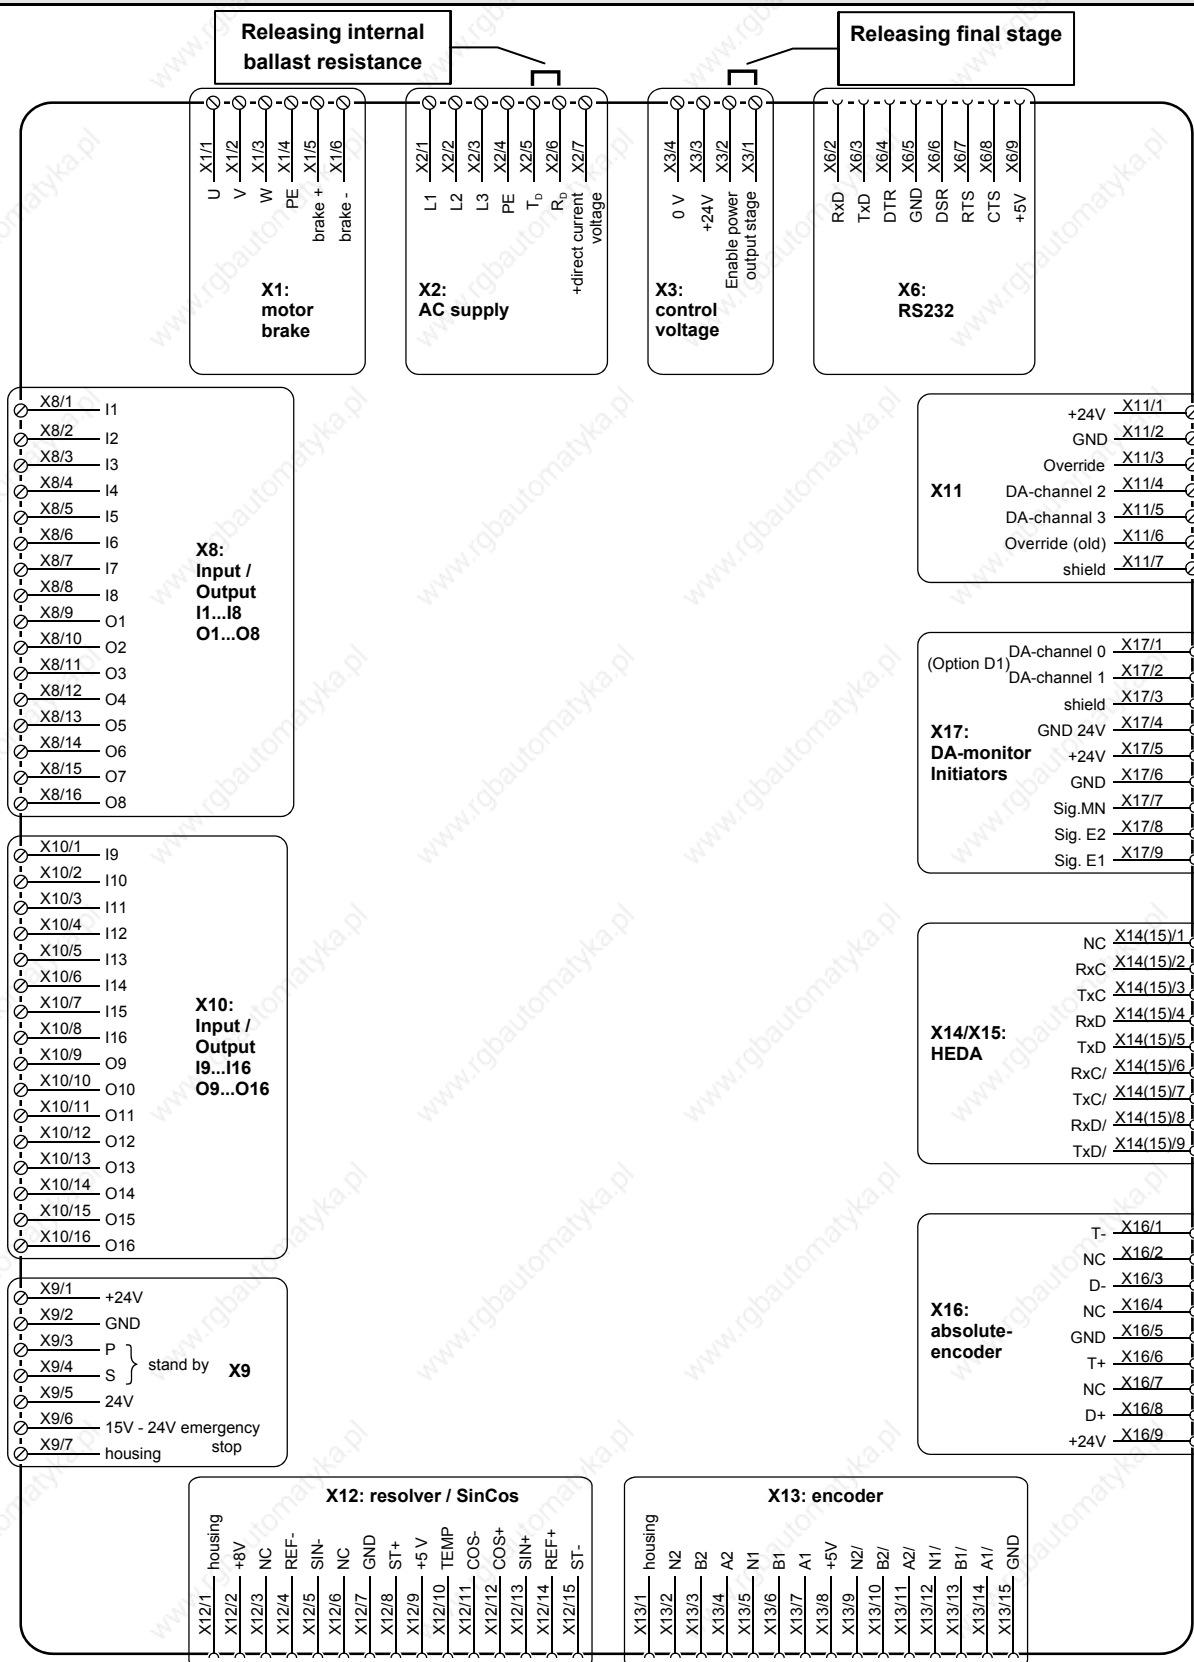 Releasing internal
ballast resistance
Releasing final stage
X1/1 U
X1/2 V
X1/3 W
X1/4 PE
X1/5 brake +
X1/6 brake -
X1:
motor
brake
X2/1 L1
X2/2 L2
X2/3 L3
X2/4 PE
X2/5 TD
X2/6 RD
X2/7 +direct current
voltage
X2:
AC supply
X3/4 0 V
X3/3 +24V
X3/2 Enable power
X3/1 output stage
X3:
control
voltage
X6/2 RxD
X6/3 TxD
X6/4 DTR
X6/5 GND
X6/6 DSR
X6/7 RTS
X6/8 CTS
X6/9 +5V
X6:
RS232
X8/1 I1
X8/2 I2
X8/3 I3
X8/4 I4
X8/5 I5
X8/6 I6
X8/7 I7
X8/8 I8
X8/9 O1
X8/10 O2
X8/11 O3
X8/12 O4
X8/13 O5
X8/14 O6
X8/15 O7
X8/16 O8
X8:
Input /
Output
I1...I8
O1...O8
X11
+24V X11/1
GND X11/2
Override X11/3
DA-channel 2 X11/4
DA-channal 3 X11/5
Override (old) X11/6
shield X11/7
(Option D1)
DA-channel 0 X17/1
DA-channel 1 X17/2
shield X17/3
GND 24V X17/4
+24V X17/5
GND X17/6
Sig.MN X17/7
Sig. E2 X17/8
Sig. E1 X17/9
X17:
DA-monitor
Initiators
X10/1 I9
X10/2 I10
X10/3 I11
X10/4 I12
X10/5 I13
X10/6 I14
X10/7 I15
X10/8 I16
X10/9 O9
X10/10 O10
X10/11 O11
X10/12 O12
X10/13 O13
X10/14 O14
X10/15 O15
X10/16 O16
X10:
Input /
Output
I9...I16
O9...O16
X14/X15:
HEDA
NC X14(15)/1
RxC X14(15)/2
TxC X14(15)/3
RxD X14(15)/4
TxD X14(15)/5
RxC/ X14(15)/6
TxC/ X14(15)/7
RxD/ X14(15)/8
TxD/ X14(15)/9
X9/1 +24V
X9/2 GND
X9/3 P
X9/4 S
stand by
X9
X9/5 24V
X9/6 15V - 24V emergency
stop
X9/7 housing
X16:
absolute-
encoder
T- X16/1
NC X16/2
D- X16/3
NC X16/4
GND X16/5
T+ X16/6
NC X16/7
D+ X16/8
+24V X16/9
X12: resolver / SinCos
X12/1 housing
X12/2 +8V
X12/3 NC
X12/4 REF-
X12/5 SIN-
X12/6 NC
X12/7 GND
X12/8 ST+
X12/9 +5 V
X12/10 TEMP
X12/11 COS-
X12/12 COS+
X12/13 SIN+
X12/14 REF+
X12/15 ST-
X13: encoder
X13/1 housing
X13/2 N2
X13/3 B2
X13/4 A2
X13/5 N1
X13/6 B1
X13/7 A1
X13/8 +5V
X13/9 N2/
X13/10 B2/
X13/11 A2/
X13/12 N1/
X13/13 B1/
X13/14 A1/
X13/15 GND
www.rgbautomatyka.pl